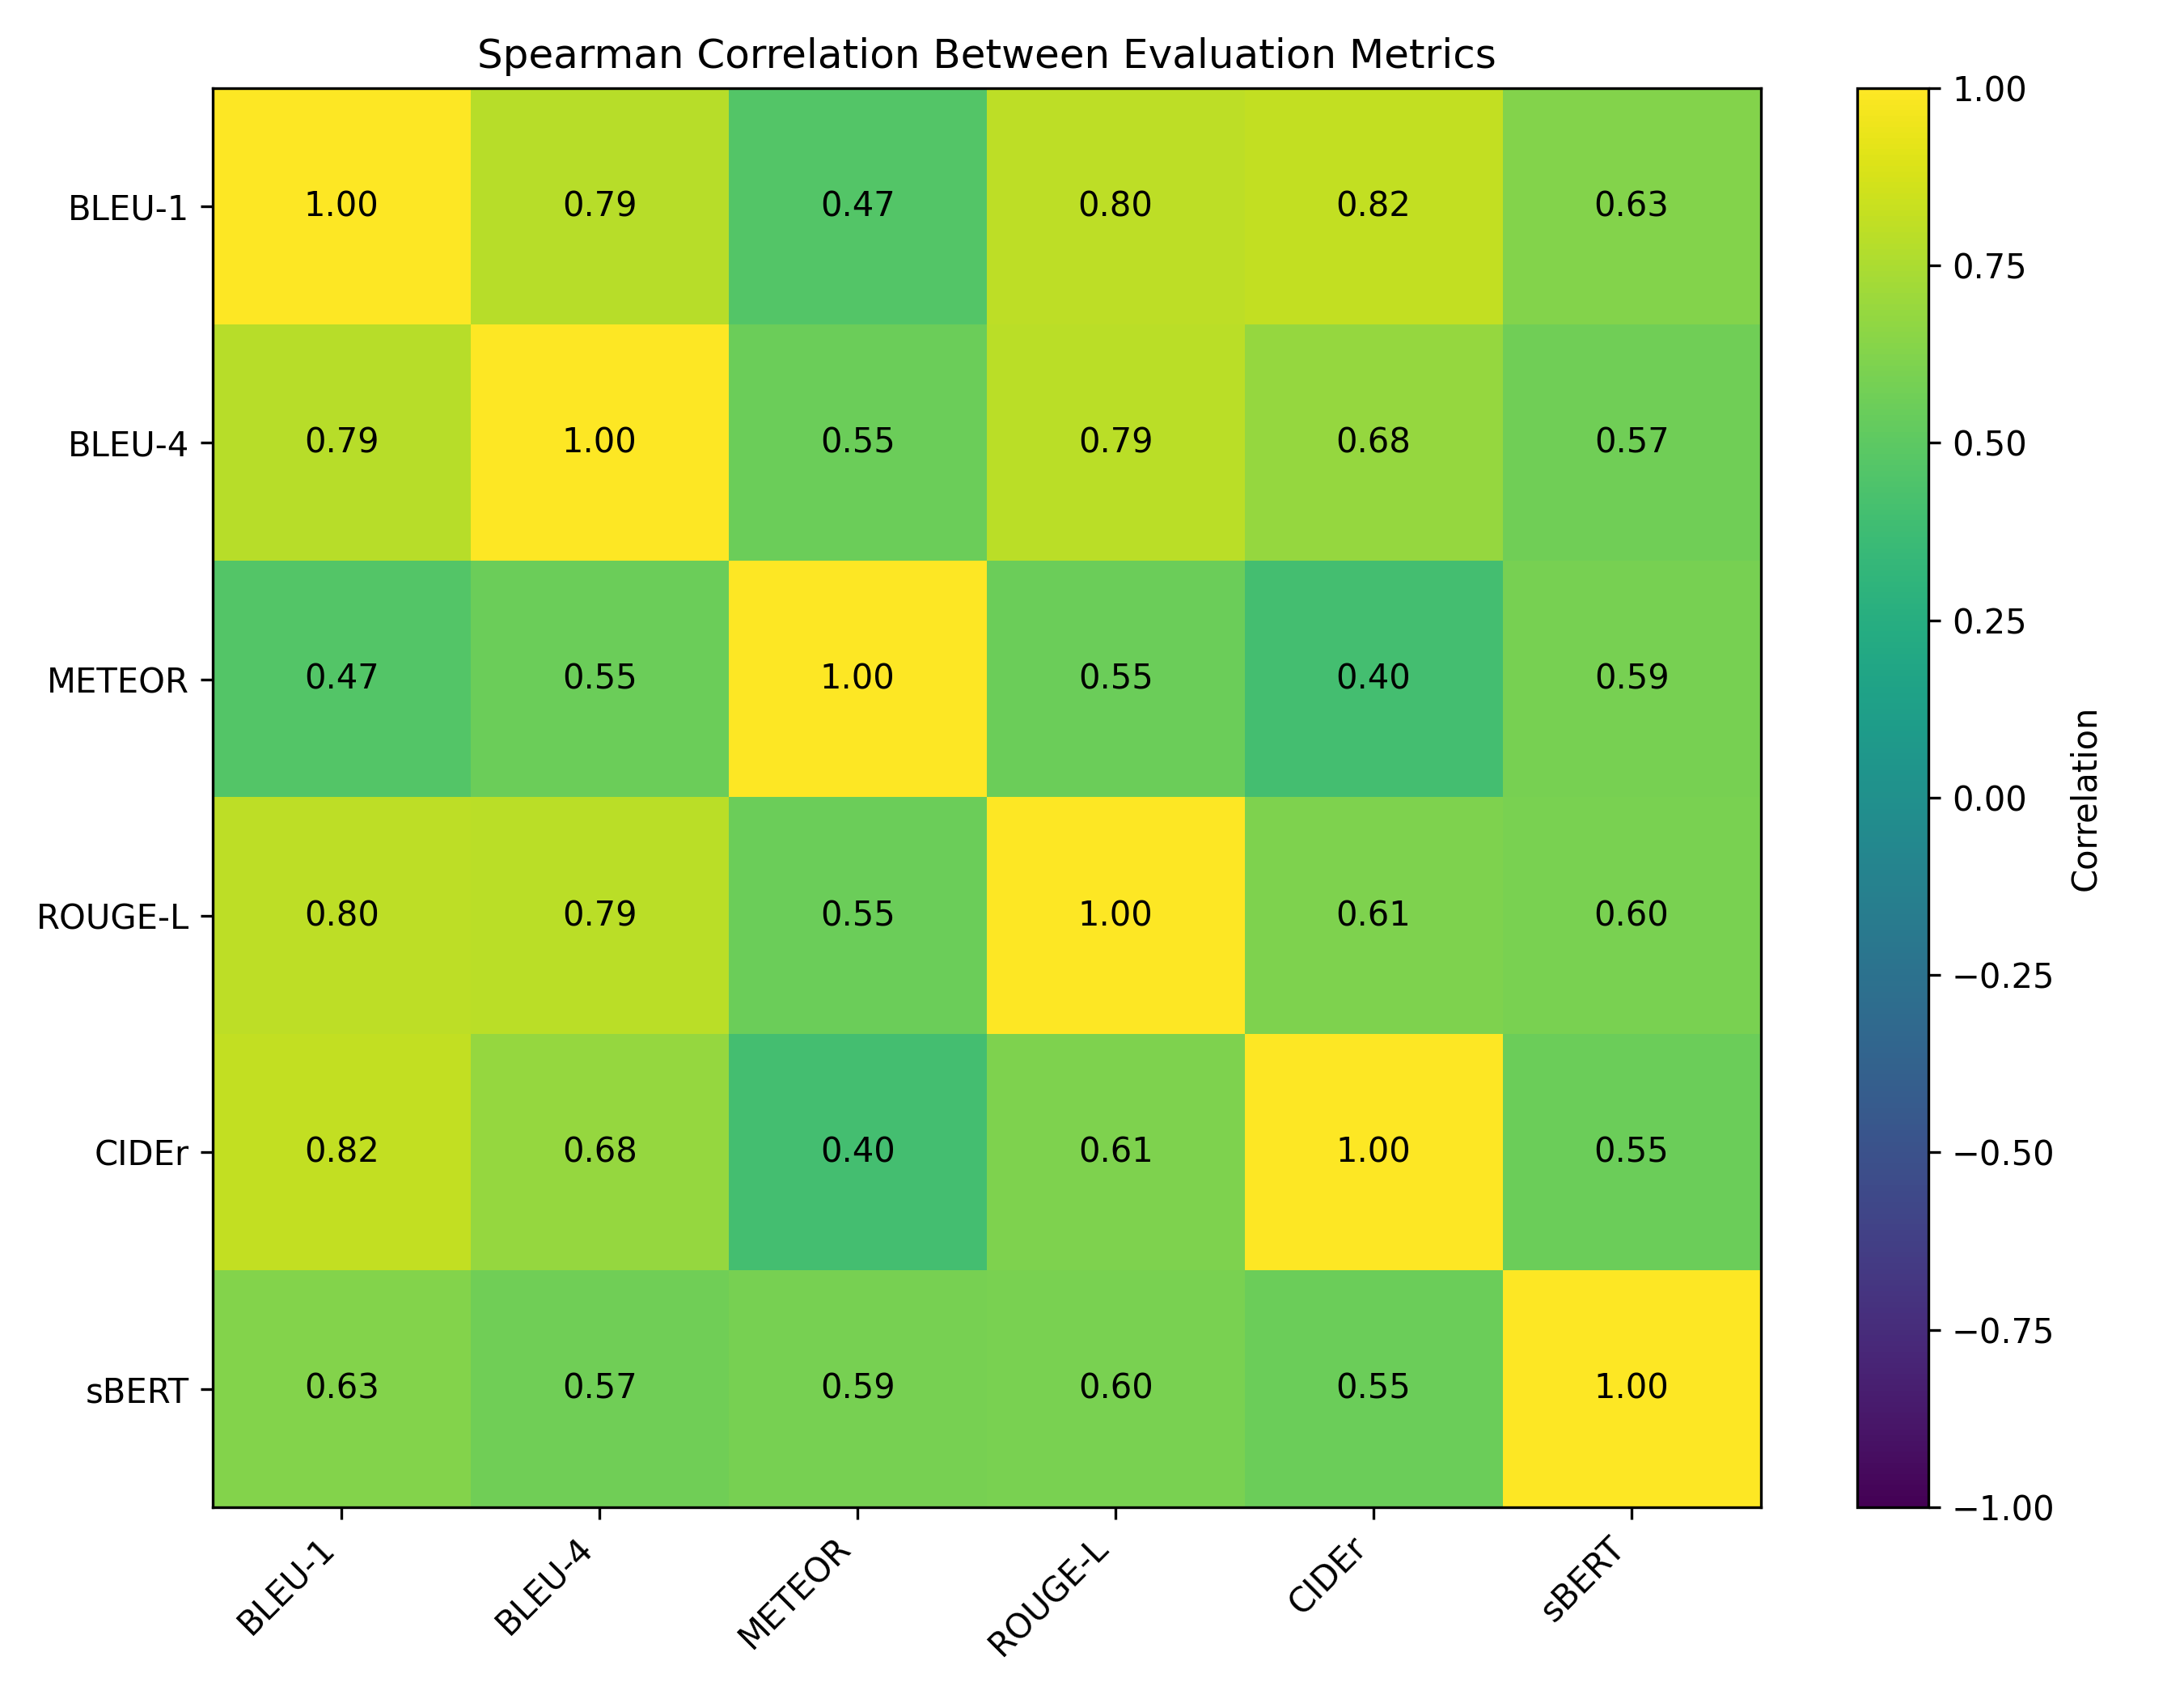 Spearman Correlation Between Evaluation Metrics
BLEU-1 1.00 0.79 0.47 0.80 0.82 0.63
BLEU-4 0.79 1.00 0.55 0.79 0.68 0.57
METEOR 0.47 0.55 1.00 0.55 0.40 0.59
ROUGE-L 0.80 0.79 0.55 1.00 0.61 0.60
CIDEr 0.82 0.68 0.40 0.61 1.00 0.55
sBERT 0.63 0.57 0.59 0.60 0.55 1.00
BLEU-1 BLEU-4 METEOR ROUGE-L CIDEr sBERT
1.00
0.75
0.50
0.25
0.00
−0.25
−0.50
−0.75
−1.00
Correlation